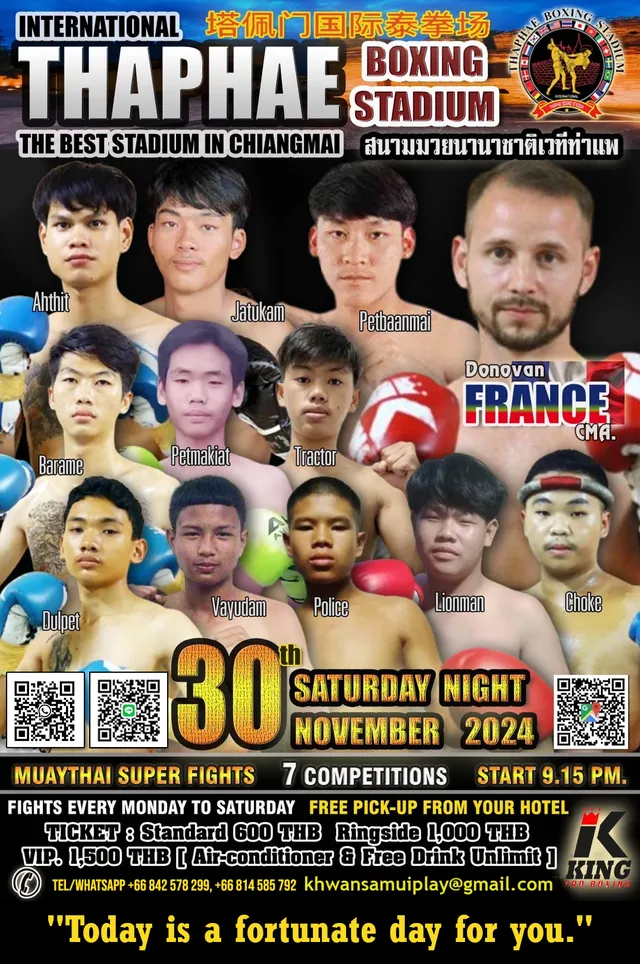 INTERNATIONAL
塔佩门国际泰拳场
THAPHAE
BOXING
STADIUM
THAPHAE BOXING STADIUM
INTERNATIONAL
THE BEST STADIUM IN CHIANGMAI
สนามมวยนานาชาติเวทีท่าแพ
Ahthit
Jatukam
Petbaanmai
Donovan
FRANCE
CMA.
Barame
Petmakiat
Tractor
Dulpet
Vayudam
Police
Lionman
Choke
30th
SATURDAY NIGHT
NOVEMBER 2024
MUAYTHAI SUPER FIGHTS 7 COMPETITIONS START 9.15 PM.
FIGHTS EVERY MONDAY TO SATURDAY FREE PICK-UP FROM YOUR HOTEL
TICKET : Standard 600 THB Ringside 1,000 THB
VIP. 1,500 THB [ Air-conditioner & Free Drink Unlimit ]
K
KING
PRO BOXING
TEL/WHATSAPP +66 842 578 299, +66 814 585 792 khwansamuiplay@gmail.com
"Today is a fortunate day for you."